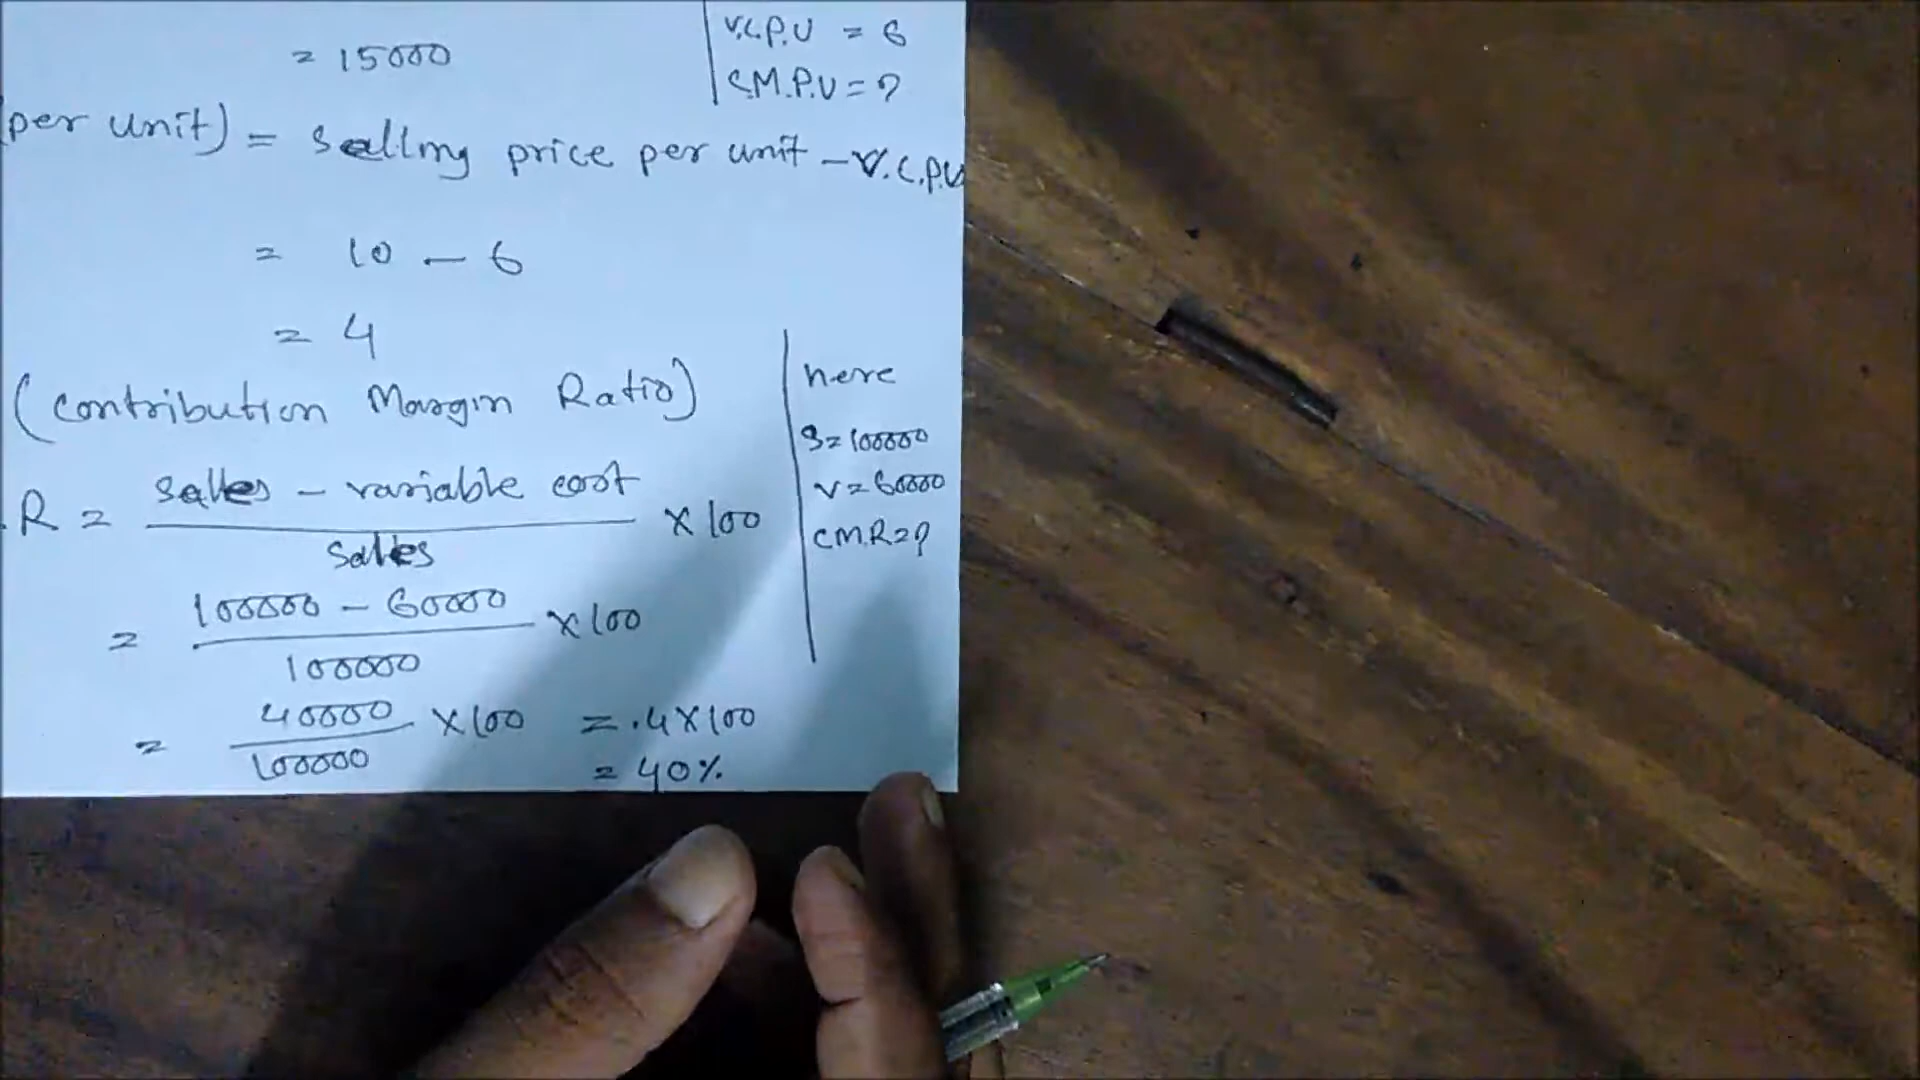 = 15000
V.C.P.U = 6
C.M.P.U = ?
(per unit) = Selling price per unit - V.C.P.U
= 10 - 6
= 4
(Contribution Margin Ratio)
here
S = 100000
V = 60000
C.M.R = ?
.R = sales - variable cost / sales × 100
= 100000 - 60000 / 100000 × 100
= 40000 / 100000 × 100 = .4 × 100
= 40%